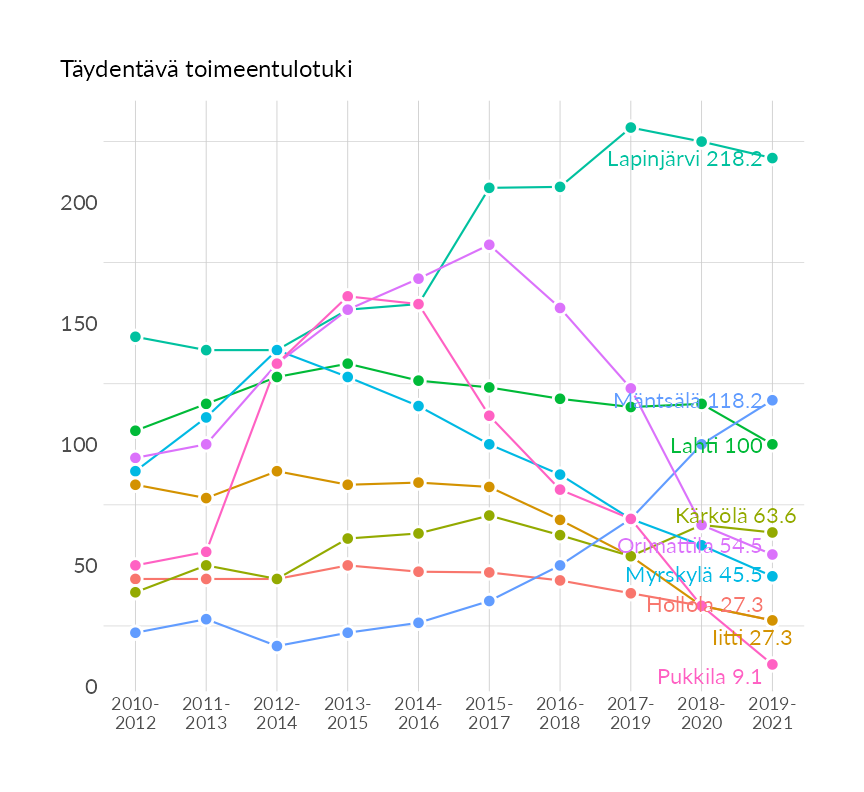 Täydentävä toimeentulotuki
Lapinjärvi 218.2
200
150
Mäntsälä 118.2
100
Lahti 100
Kärkölä 63.6
Orimattila 54.5
50
Myrskylä 45.5
Hollola 27.3
Iitti 27.3
Pukkila 9.1
0
2010- 2011- 2012- 2013- 2014- 2015- 2016- 2017- 2018- 2019-
2012 2013 2014 2015 2016 2017 2018 2019 2020 2021